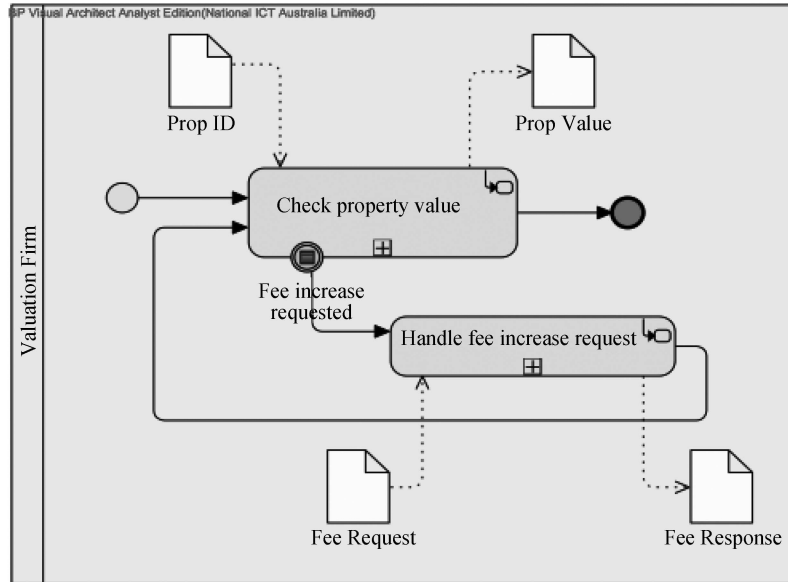 BP Visual Architect Analyst Edition(National ICT Australia Limited)
Prop ID
Prop Value
Check property value
Fee increase
requested
Handle fee increase request
Valuation Firm
Fee Request
Fee Response